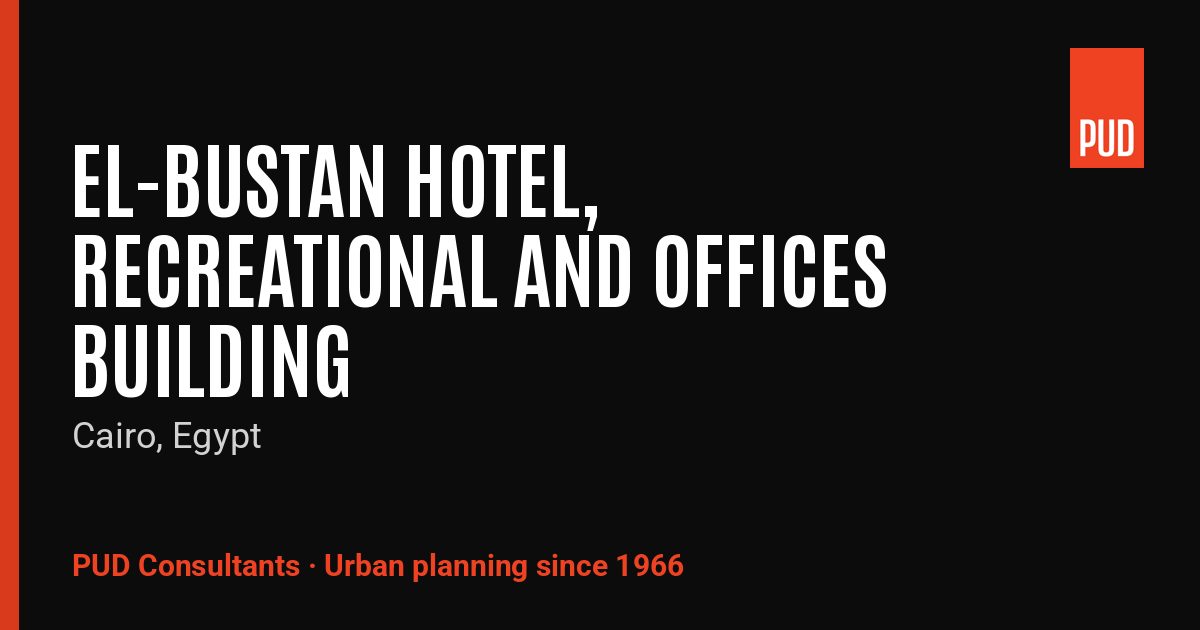 PUD
EL-BUSTAN HOTEL,
RECREATIONAL AND OFFICES
BUILDING
Cairo, Egypt
PUD Consultants · Urban planning since 1966